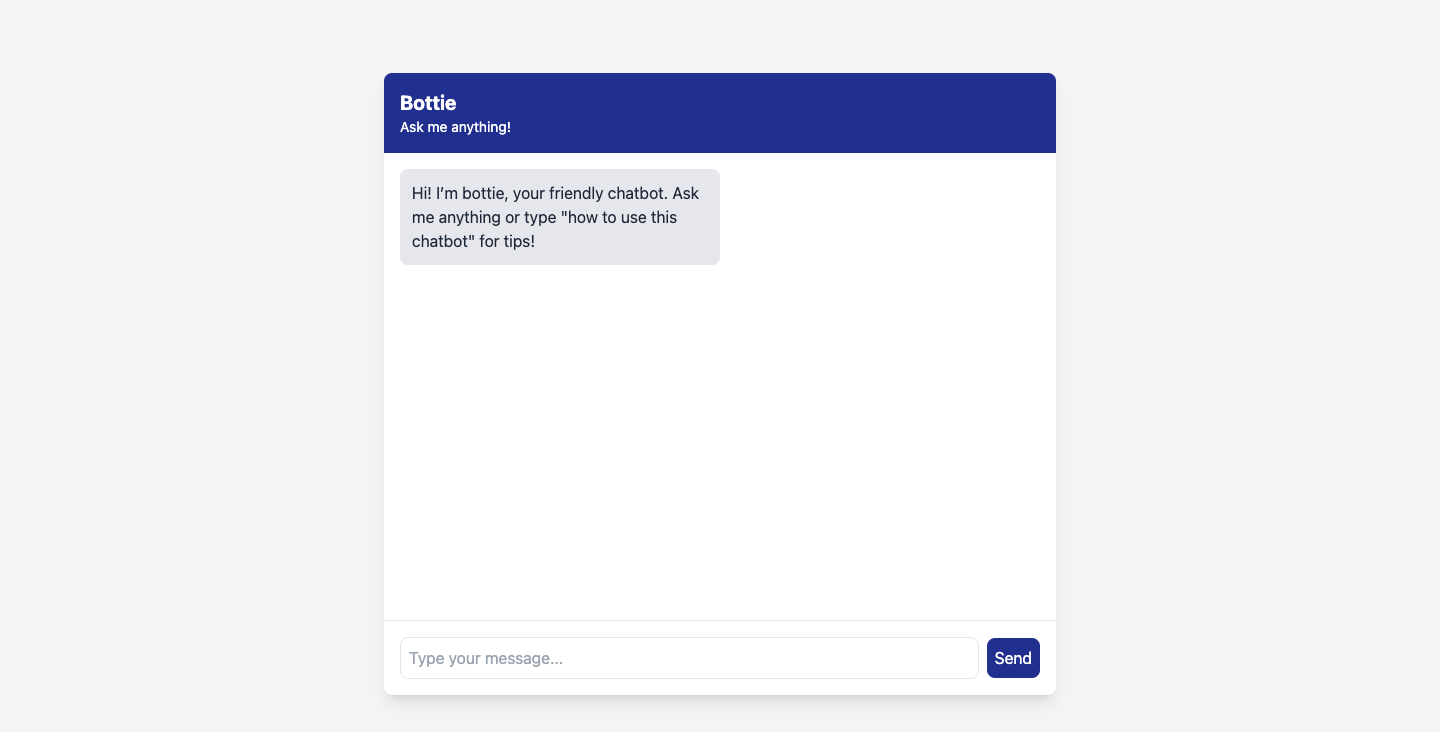 Bottie
Ask me anything!
Hi! I’m bottie, your friendly chatbot. Ask
me anything or type "how to use this
chatbot" for tips!
Type your message...
Send